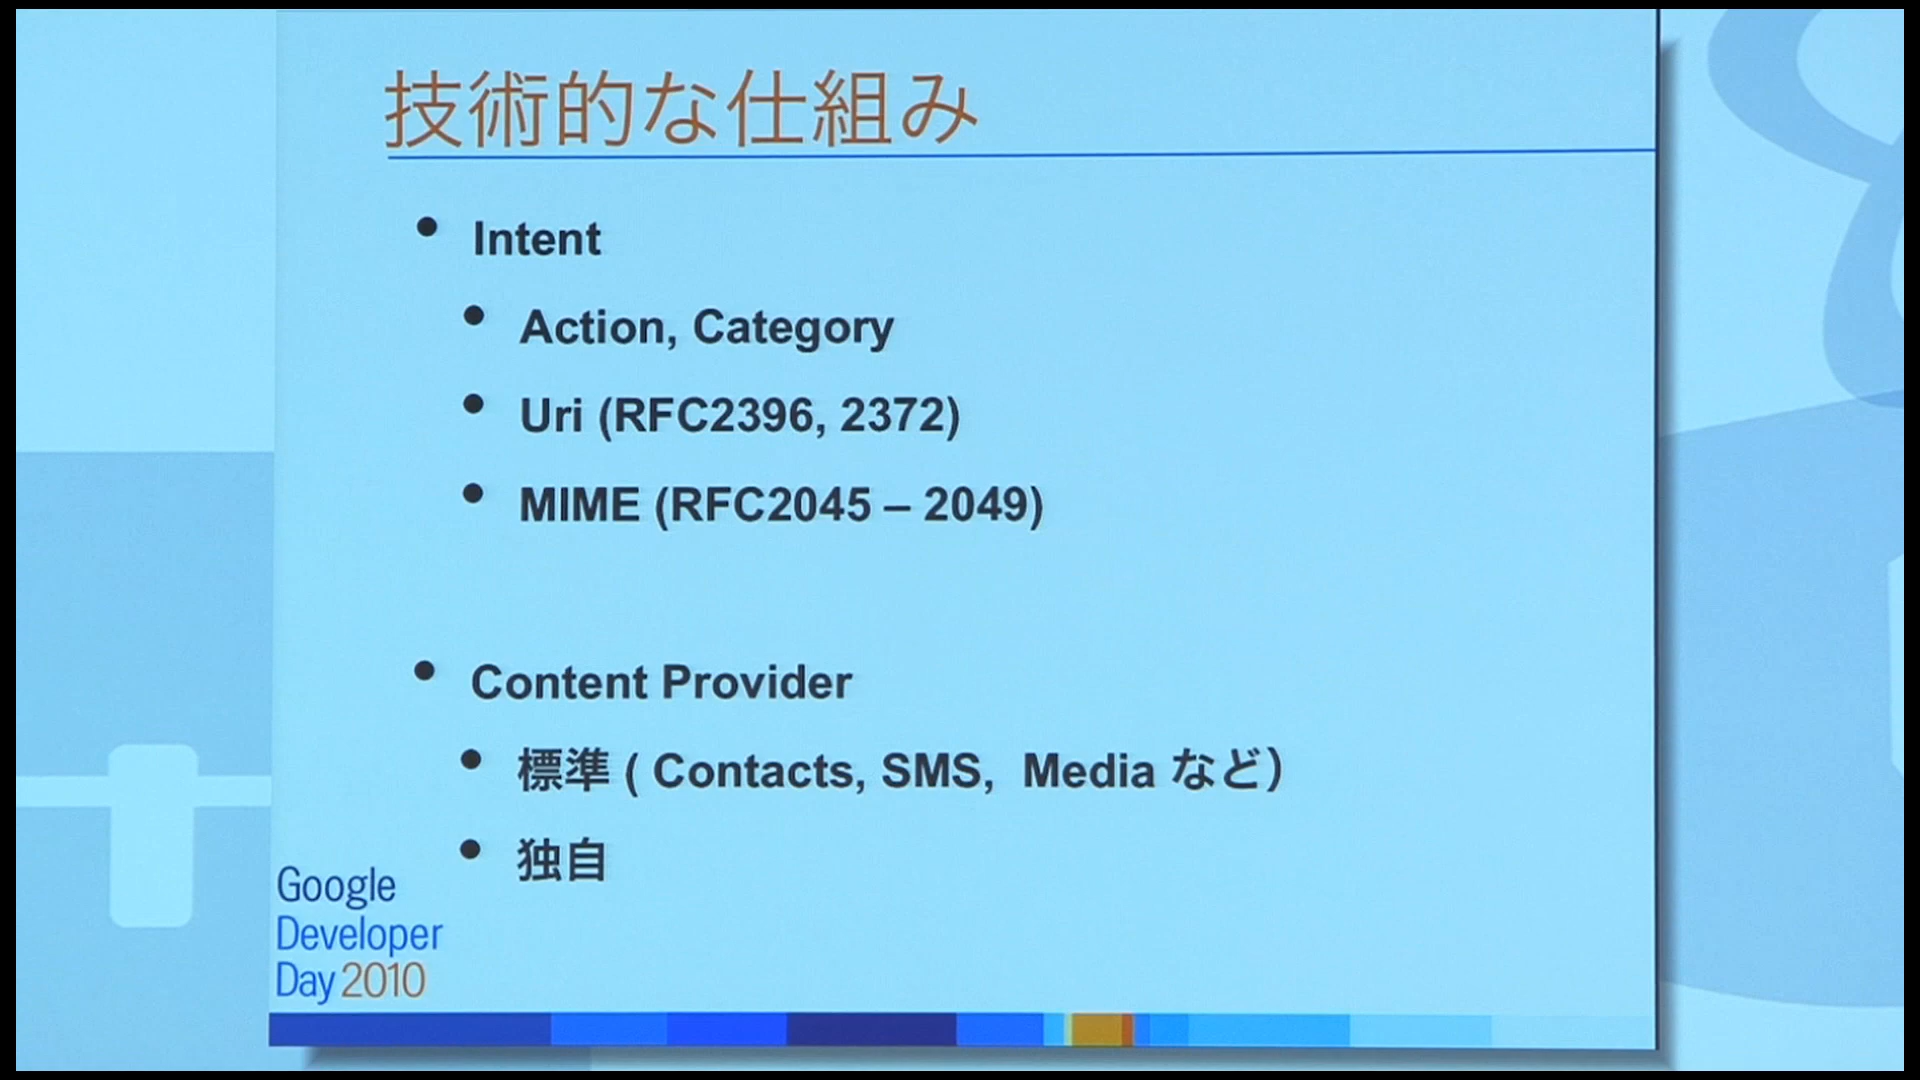 技術的な仕組み
Intent
Action, Category
Uri (RFC2396, 2372)
MIME (RFC2045 – 2049)
Content Provider
標準 ( Contacts, SMS, Media など）
独自
Google
Developer
Day 2010